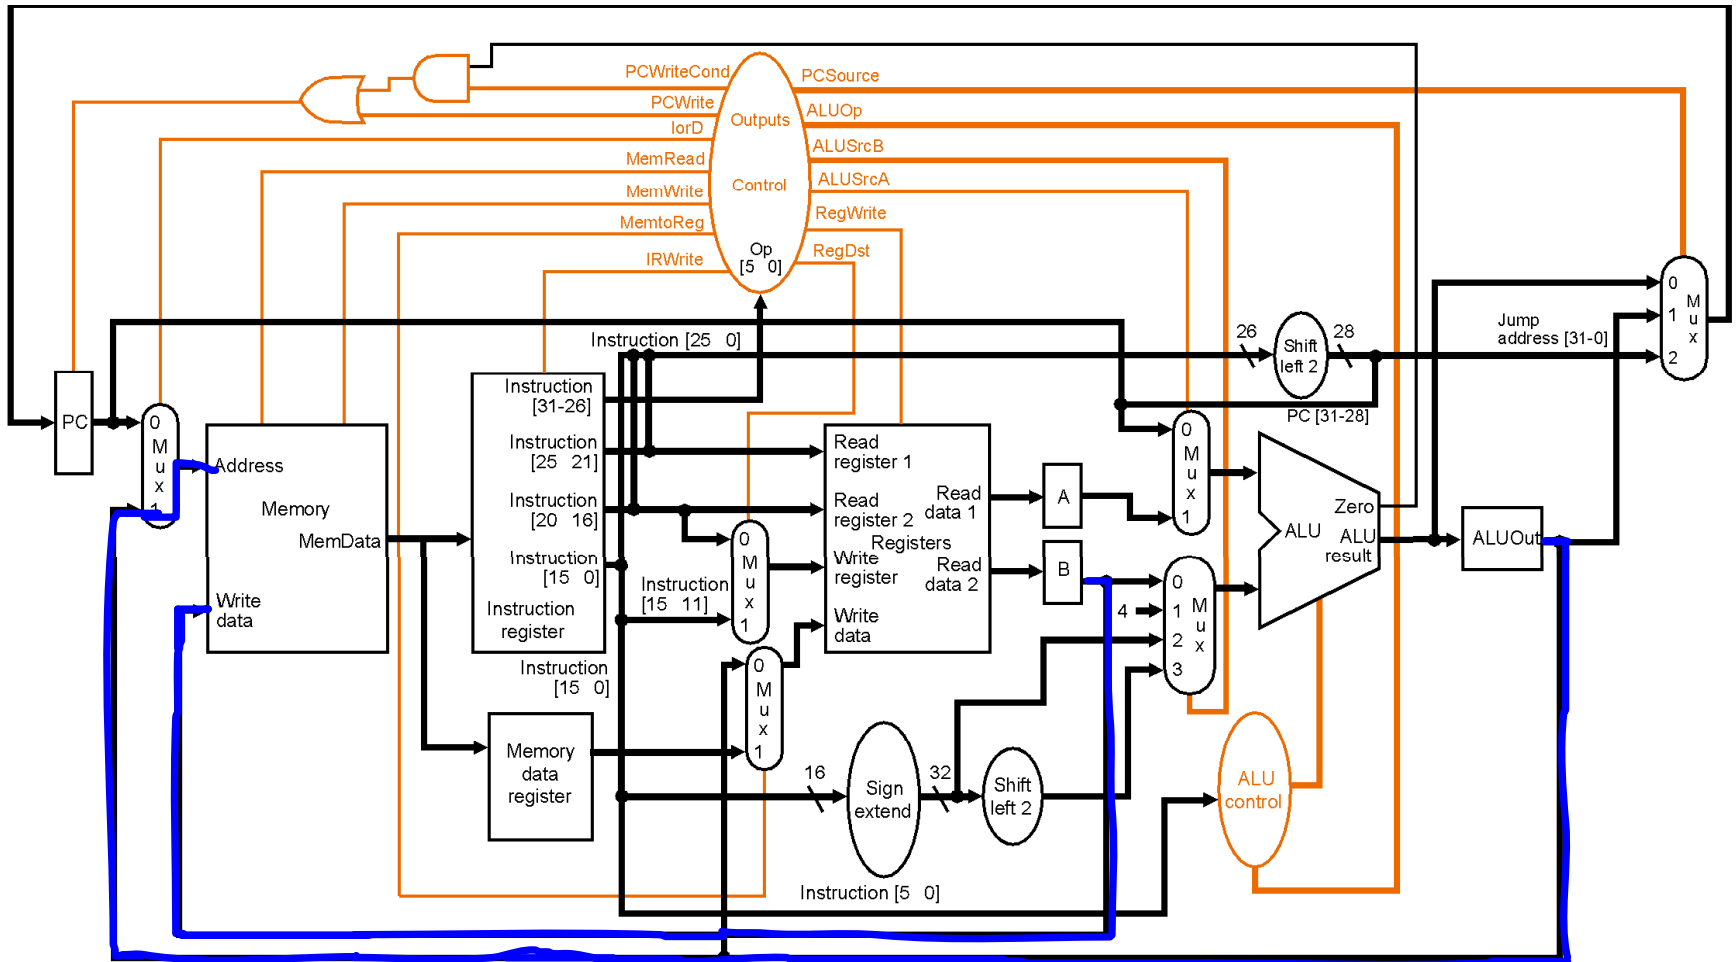 PCWriteCond
PCSource
PCWrite
ALUOp
Outputs
IorD
ALUSrcB
MemRead
Control
ALUSrcA
MemWrite
RegWrite
MemtoReg
RegDst
Op
[5 0]
IRWrite
0
1
2
M
u
x
Jump
address [31-0]
Instruction [25 0]
26
Shift
left 2
28
PC [31-28]
PC
0
M
u
x
1
Address
Memory
MemData
Write
data
Instruction
[31-26]
Instruction
[25 21]
Instruction
[20 16]
Instruction
[15 0]
Instruction
register
Instruction
[15 0]
Instruction
[15 11]
0
M
u
x
1
0
M
u
x
1
Read
register 1
Read
register 2
Registers
Write
register
Write
data
Read
data 1
Read
data 2
A
B
4
0
M
u
x
1
0
1
2
3
M
u
x
Zero
ALU
ALU
result
ALUOut
Memory
data
register
16
Sign
extend
32
Shift
left 2
ALU
control
Instruction [5 0]